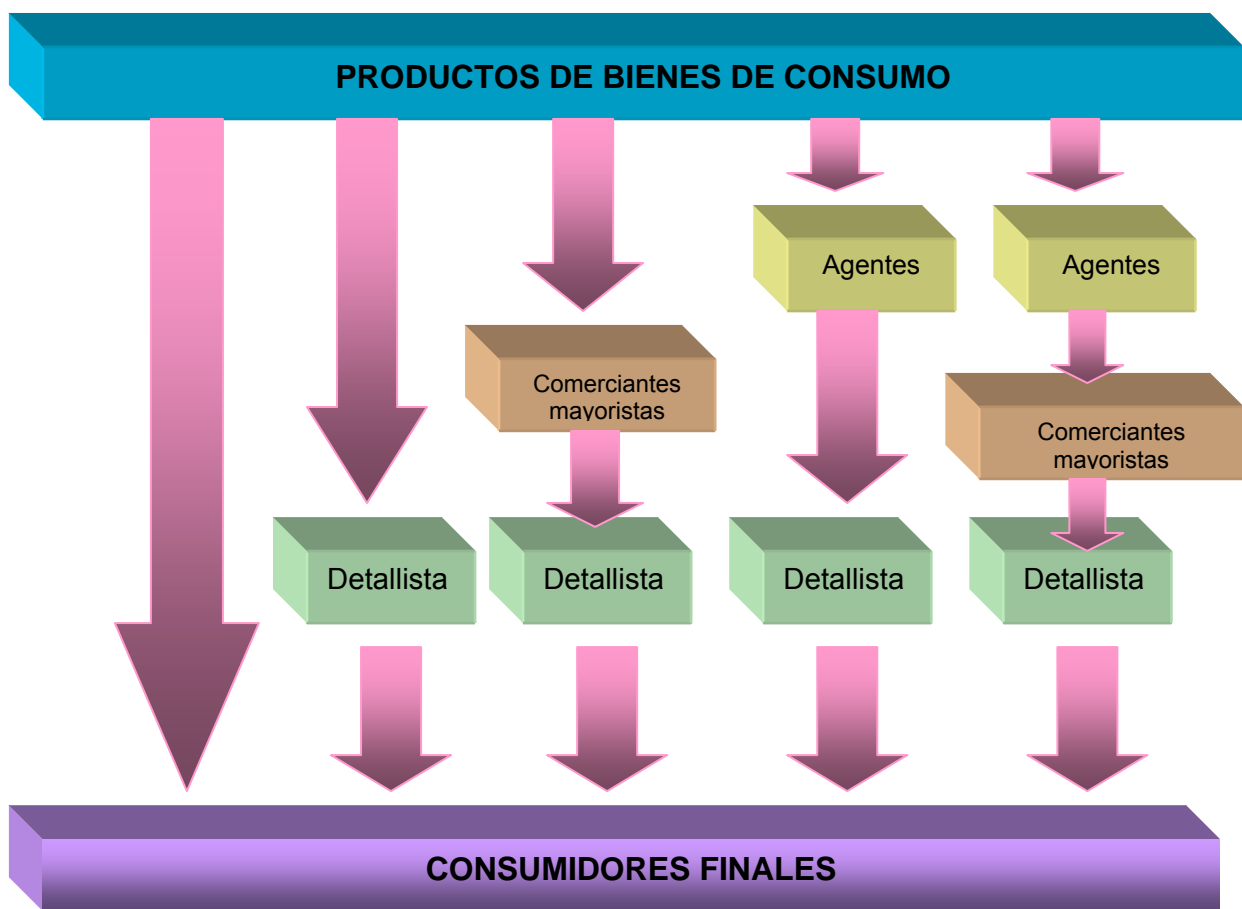 PRODUCTOS DE BIENES DE CONSUMO
Agentes
Agentes
Comerciantes
mayoristas
Comerciantes
mayoristas
Detallista
Detallista
Detallista
Detallista
CONSUMIDORES FINALES